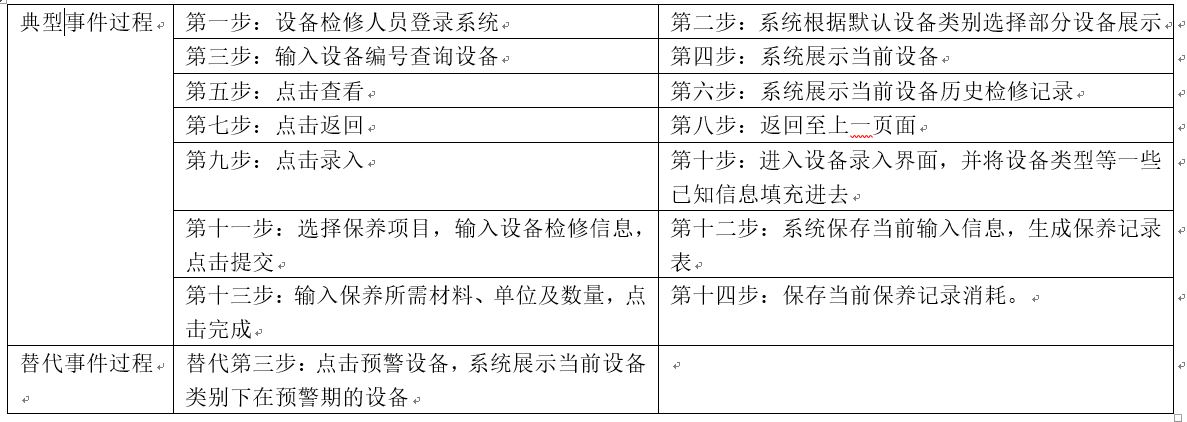 典型事件过程
第一步：设备检修人员登录系统
第二步：系统根据默认设备类别选择部分设备展示
第三步：输入设备编号查询设备
第四步：系统展示当前设备
第五步：点击查看
第六步：系统展示当前设备历史检修记录
第七步：点击返回
第八步：返回至上一页面
第九步：点击录入
第十步：进入设备录入界面，并将设备类型等一些
已知信息填充进去
第十一步：选择保养项目，输入设备检修信息，
点击提交
第十二步：系统保存当前输入信息，生成保养记录
表
第十三步：输入保养所需材料、单位及数量，点
击完成
第十四步：保存当前保养记录消耗。
替代事件过程
替代第三步：点击预警设备，系统展示当前设备
类别下在预警期的设备